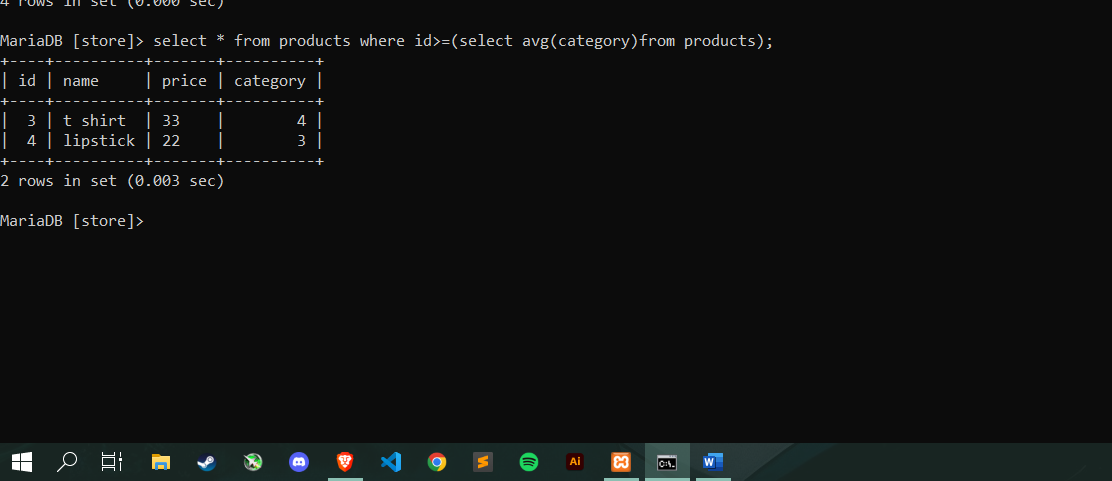 4 rows in set (0.000 sec)
MariaDB [store]> select * from products where id>=(select avg(category)from products);
+----+----------+-------+----------+
| id | name     | price | category |
+----+----------+-------+----------+
|  3 | t shirt  | 33    |        4 |
|  4 | lipstick | 22    |        3 |
+----+----------+-------+----------+
2 rows in set (0.003 sec)
MariaDB [store]>
Ai
C:\.
W